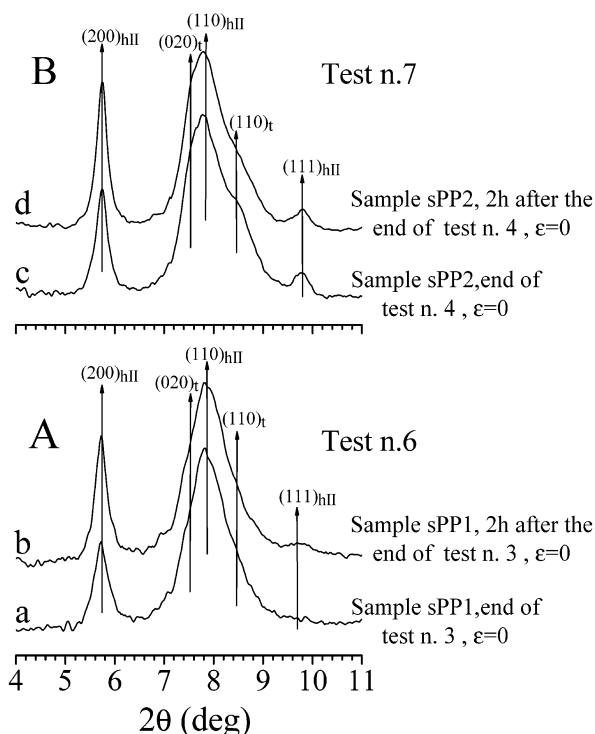 (110)hII
(200)hII
(020)t
B
Test n.7
(110)t
(111)hII
d
Sample sPP2, 2h after the
end of test n. 4 , ε=0
c
Sample sPP2,end of
test n. 4 , ε=0
(110)hII
(200)hII
(020)t
(110)t
A
Test n.6
(111)hII
b
Sample sPP1, 2h after the
end of test n. 3 , ε=0
a
Sample sPP1,end of
test n. 3 , ε=0
4 5 6 7 8 9 10 11
2θ (deg)